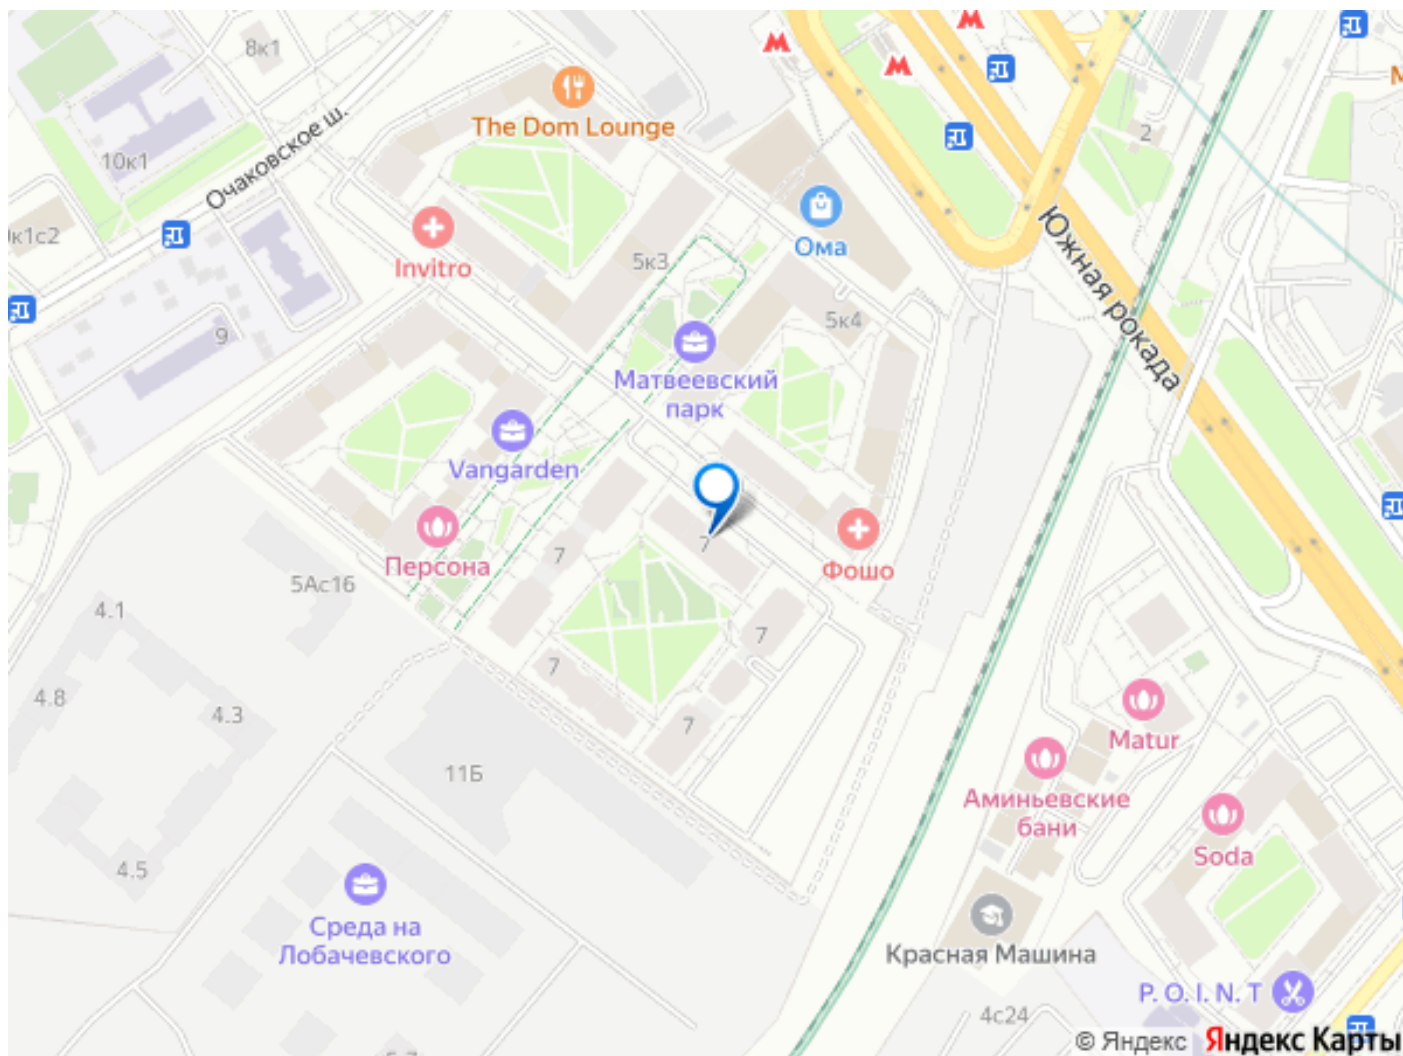 8к1
The Dom Lounge
10к1
Очаковское ш.
2
к1с2
Ома
Invitro
5к3
Южная рокада
9
5к4
Матвеевский
парк
Vangarden
7
7
Персона
Фошо
5Ас16
4.1
7
7
4.8
4.3
7
Matur
11Б
Аминьевские
бани
Soda
4.5
Среда на
Лобачевского
Красная Машина
P. O. I. N. T
4с24
© Яндекс Яндекс Карты